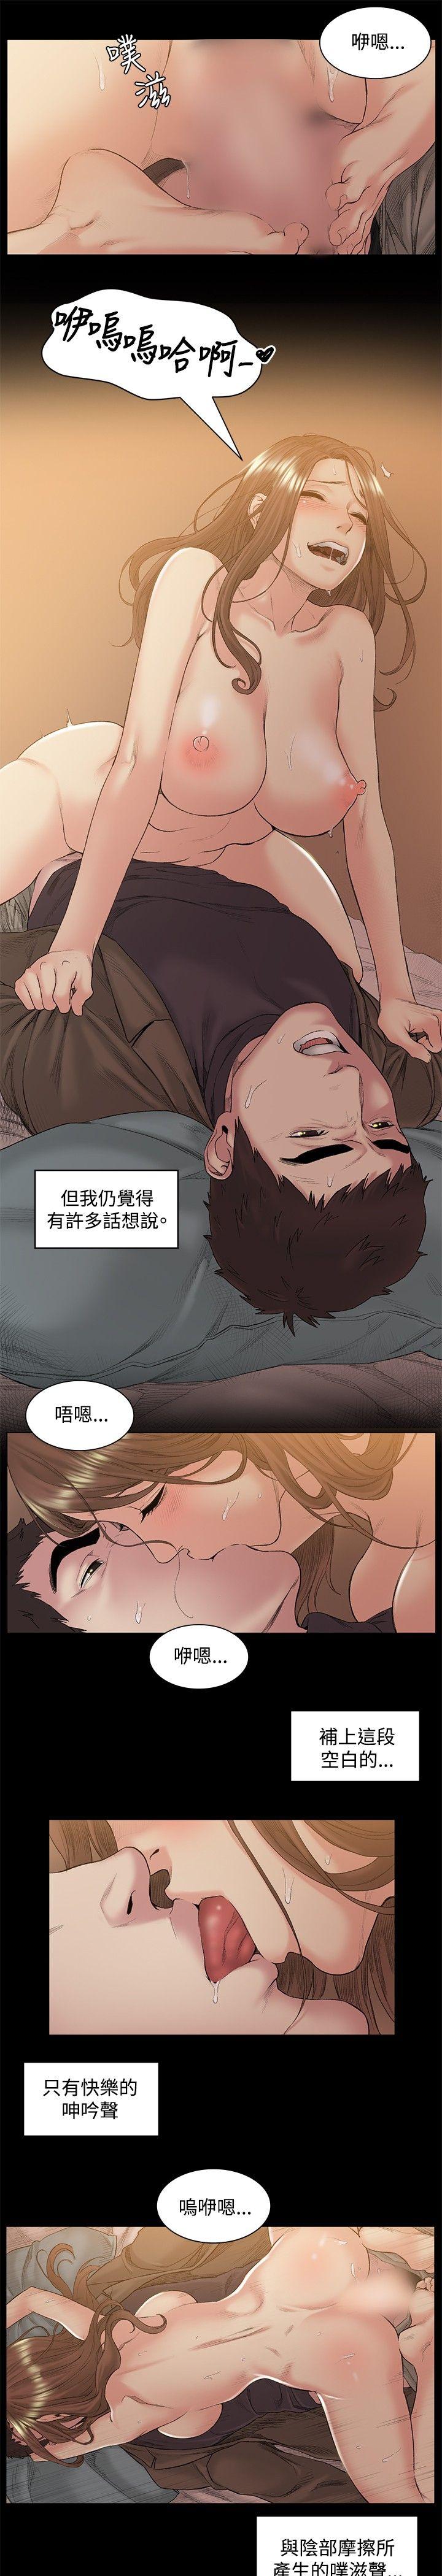 咿嗯...
噗
滋
咿嗚嗚哈啊~♥
但我仍覺得
有許多話想說。
唔嗯...
咿嗯...
補上這段
空白的...
只有快樂的
呻吟聲
嗚咿嗯...
與陰部摩擦所
產生的噗滋聲...